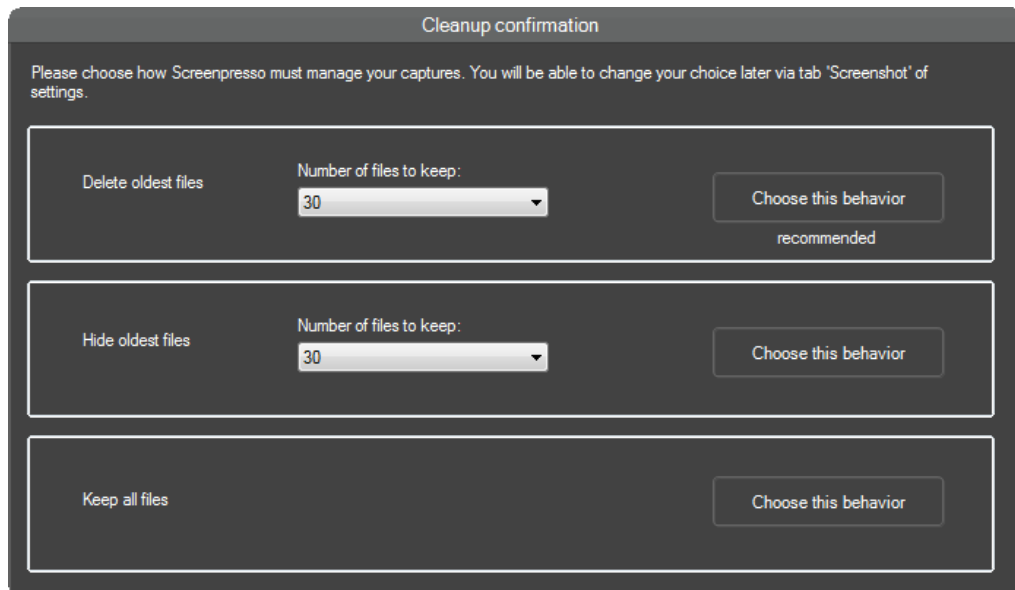 Cleanup confirmation
Please choose how Screenpresso must manage your captures. You will be able to change your choice later via tab 'Screenshot' of
settings.
Delete oldest files
Number of files to keep:
30
Choose this behavior
recommended
Hide oldest files
Number of files to keep:
30
Choose this behavior
Keep all files
Choose this behavior